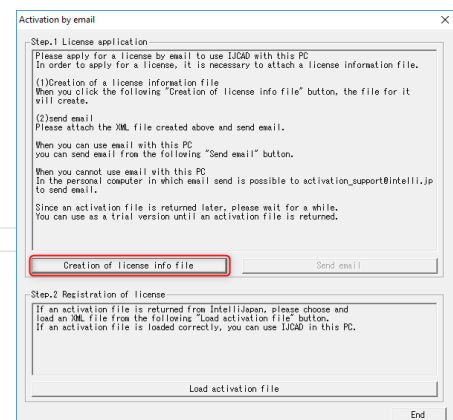 Activation by email
Step.1 License application
Please apply for a license by email to use IJCAD with this PC
In order to apply for a license, it is necessary to attach a license information file.
(1)Creation of a license information file
When you click the following "Creation of license info file" button, the file for it
will create.
(2)send email
Please attach the XML file created above and send email.
When you can use email with this PC
you can send email from the following "Send email" button.
When you cannot use email with this PC
In the personal computer in which email send is possible to activation_support@intelli.jp
to send email.
Since an activation file is returned later, please wait for a while.
You can use as a trial version until an activation file is returned.
Creation of license info file
Send email
Step.2 Registration of license
If an activation file is returned from IntelliJapan, please choose and
load an XML file from the following "Load activation file" button.
If an activation file is loaded correctly, you can use IJCAD in this PC.
Load activation file
End